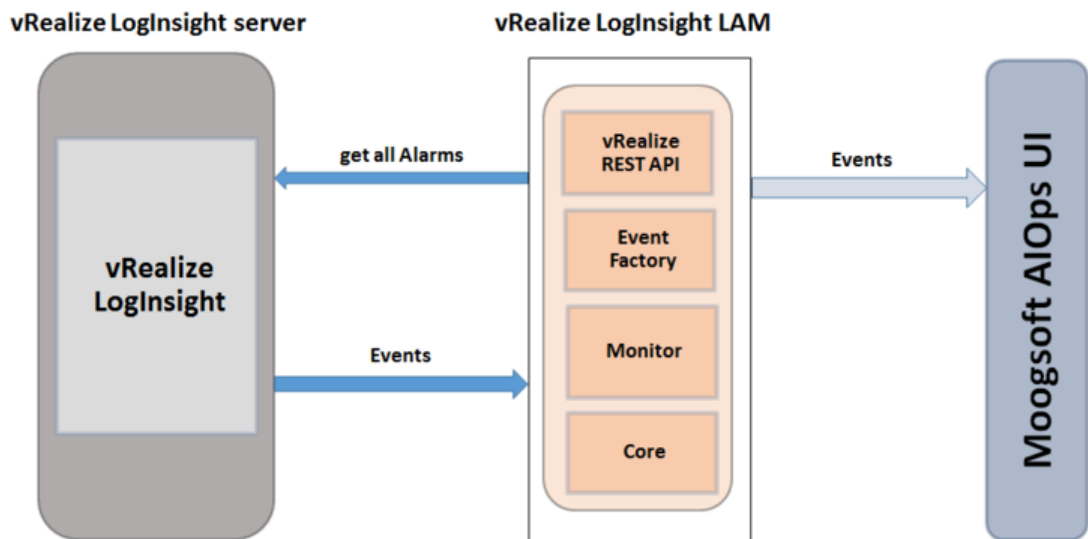 vRealize LogInsight server
vRealize LogInsight LAM
vRealize
LogInsight
get all Alarms
Events
vRealize
REST API
Event
Factory
Monitor
Core
Events
Moogsoft AIOps UI